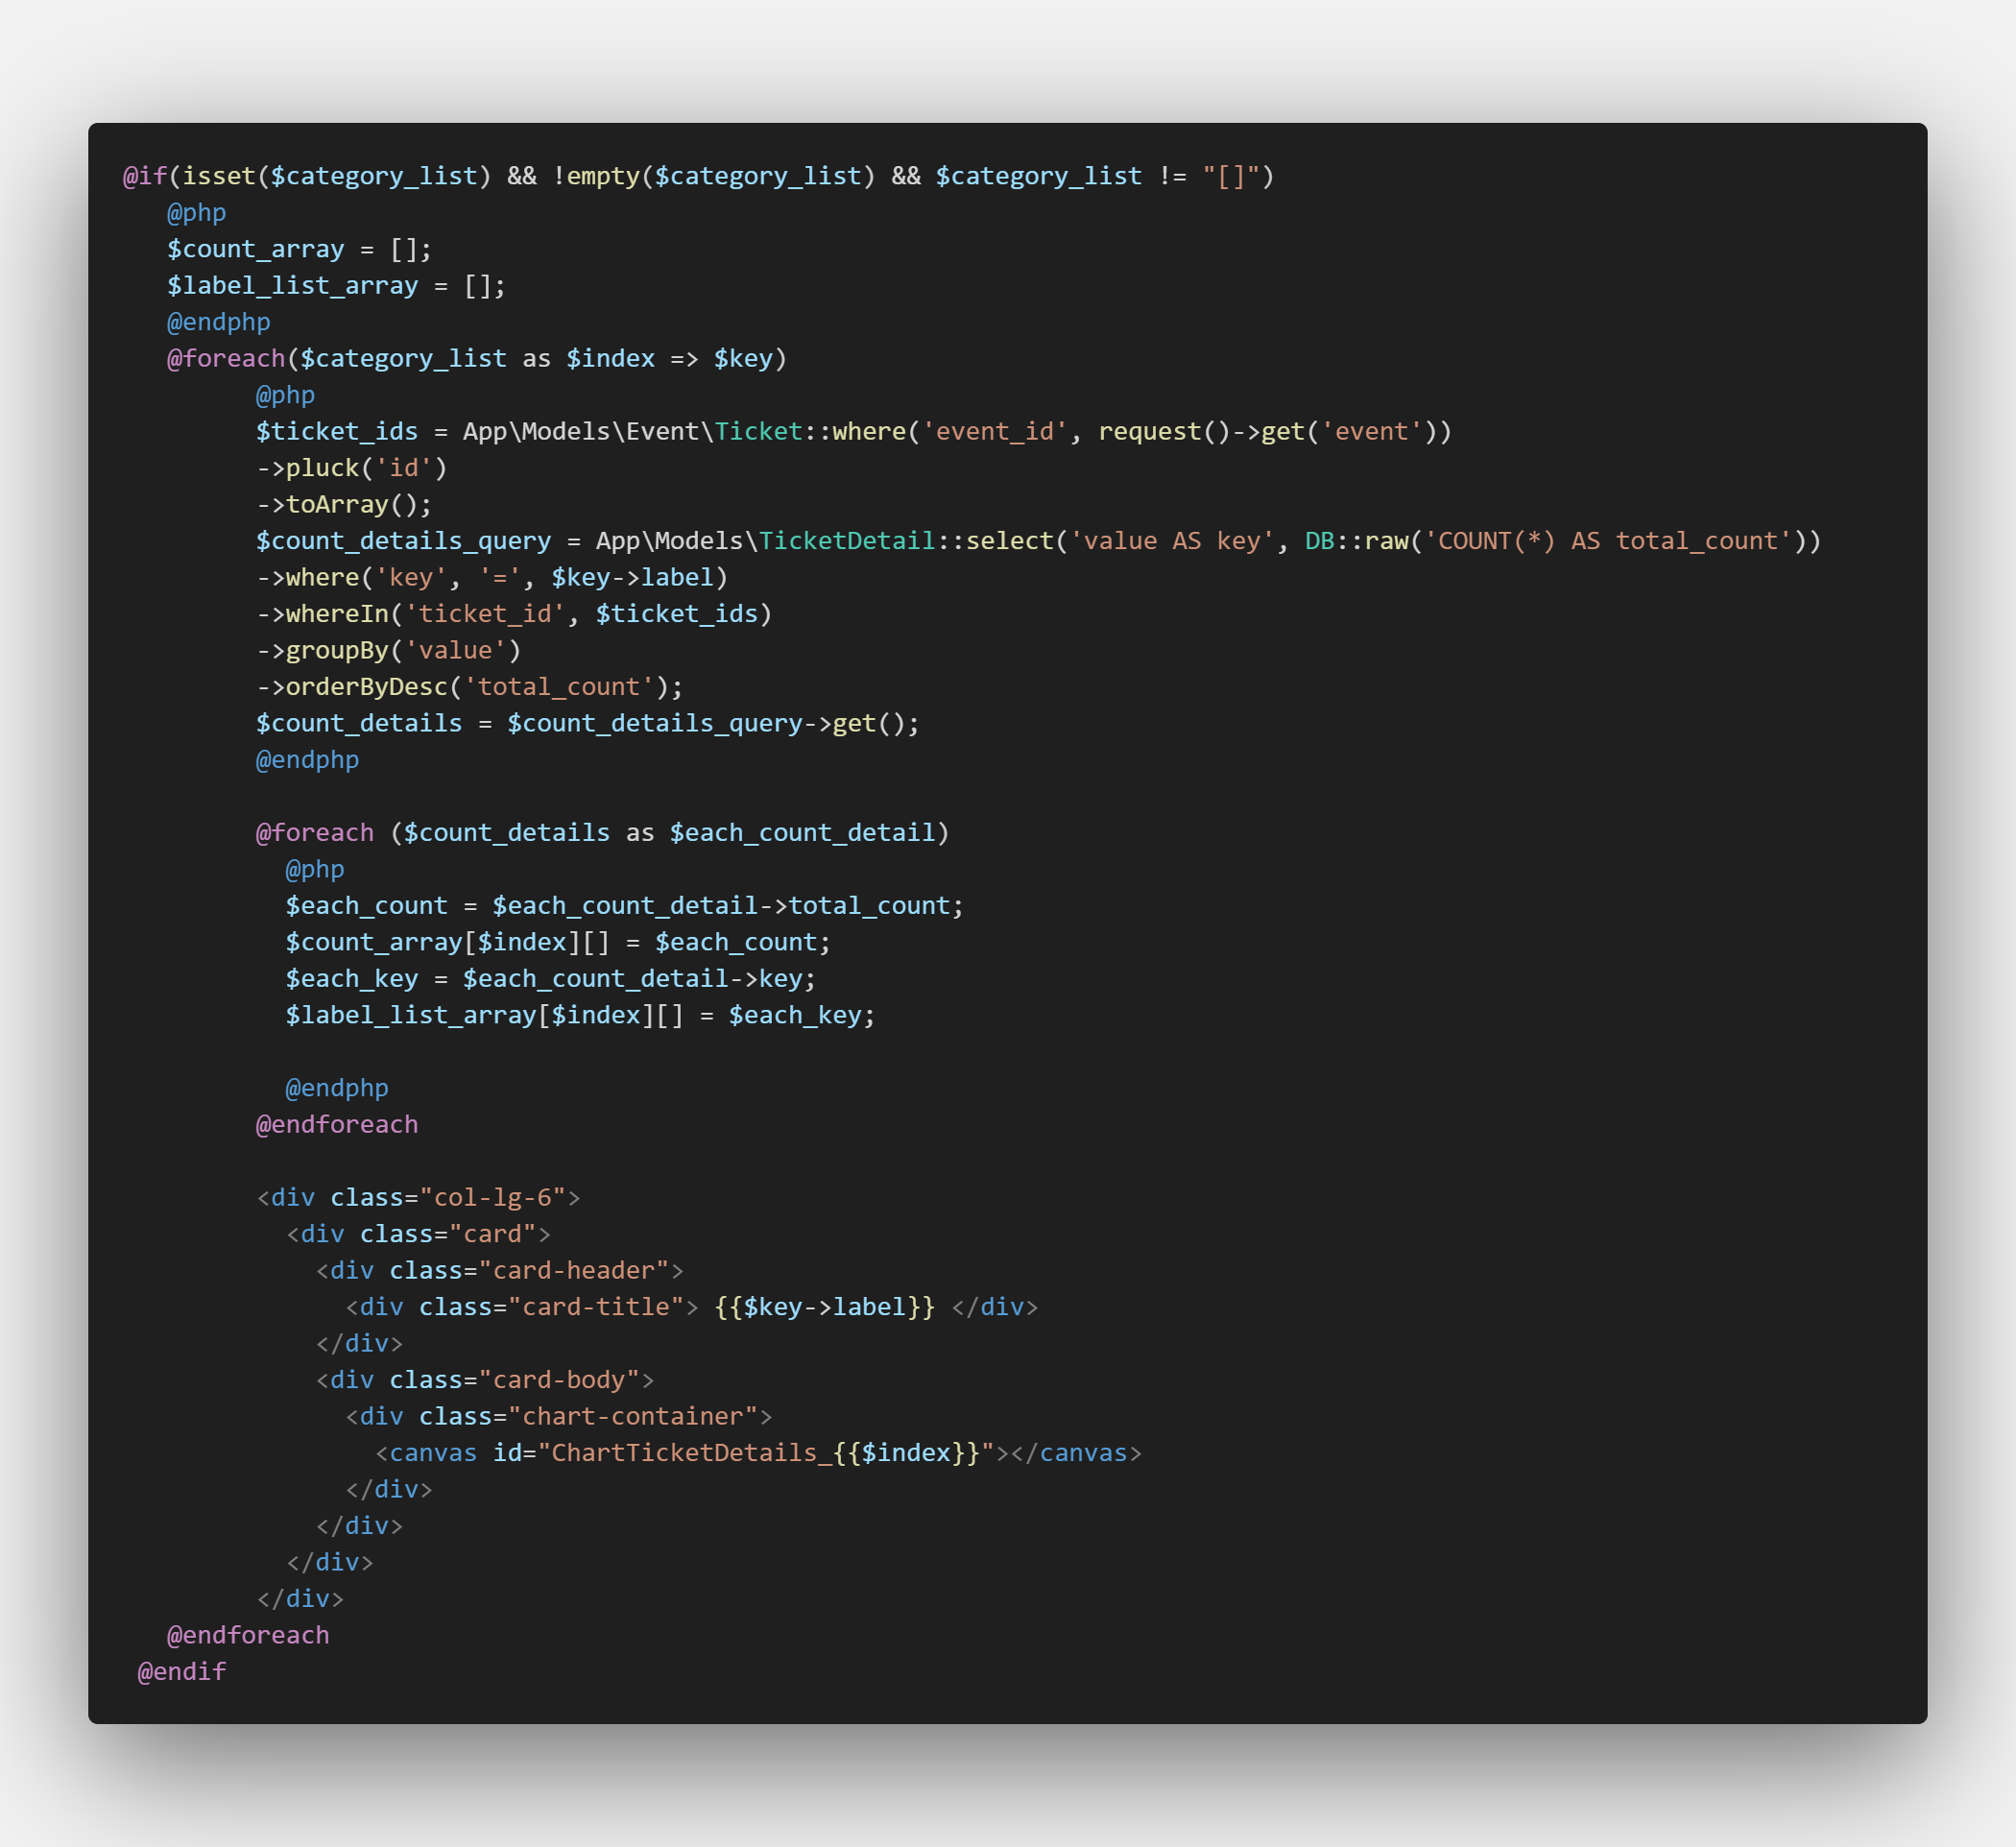 @if(isset($category_list) && !empty($category_list) && $category_list != "[]")
@php
$count_array = [];
$label_list_array = [];
@endphp
@foreach($category_list as $index => $key)
@php
$ticket_ids = App\Models\Event\Ticket::where('event_id', request()->get('event'))
->pluck('id')
->toArray();
$count_details_query = App\Models\TicketDetail::select('value AS key', DB::raw('COUNT(*) AS total_count'))
->where('key', '=', $key->label)
->whereIn('ticket_id', $ticket_ids)
->groupBy('value')
->orderByDesc('total_count');
$count_details = $count_details_query->get();
@endphp
@foreach ($count_details as $each_count_detail)
@php
$each_count = $each_count_detail->total_count;
$count_array[$index][] = $each_count;
$each_key = $each_count_detail->key;
$label_list_array[$index][] = $each_key;
@endphp
@endforeach
<div class="col-lg-6">
<div class="card">
<div class="card-header">
<div class="card-title"> {{$key->label}} </div>
</div>
<div class="card-body">
<div class="chart-container">
<canvas id="ChartTicketDetails_{{$index}}"></canvas>
</div>
</div>
</div>
</div>
@endforeach
@endif